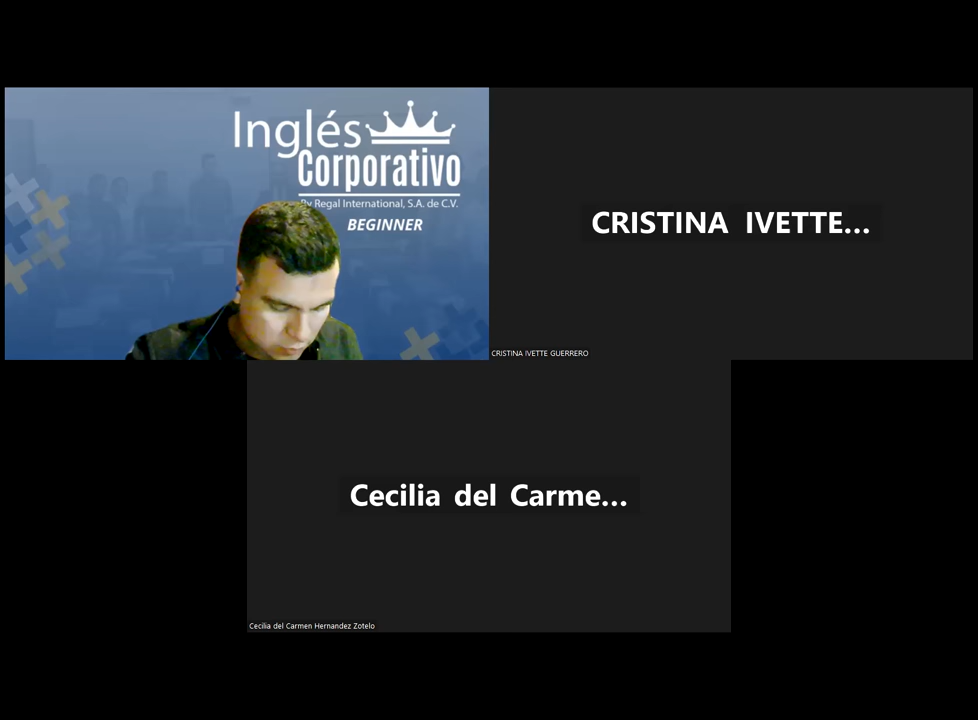 Inglés
Corporativo
By Regal International, S.A. de C.V.
BEGINNER
CRISTINA IVETTE...
CRISTINA IVETTE GUERRERO
Cecilia del Carme...
Cecilia del Carmen Hernandez Zotelo